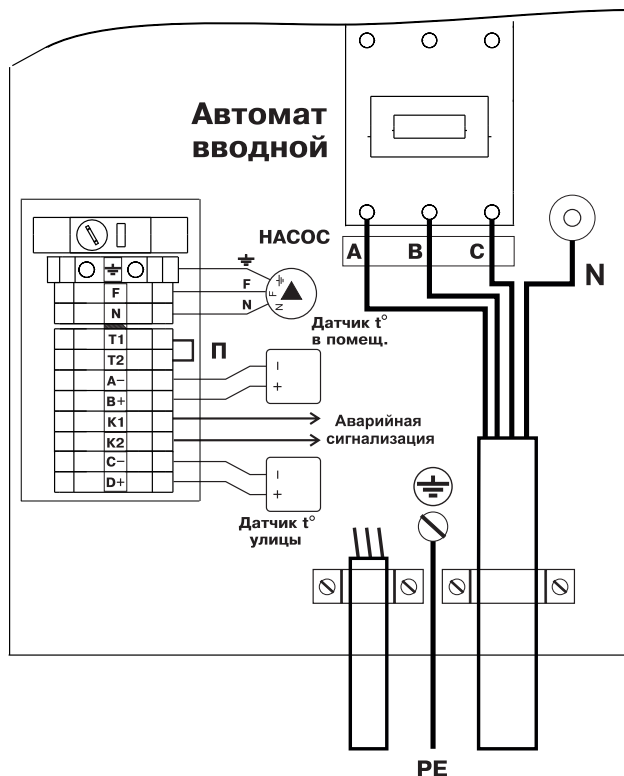 Автомат
вводной
НАСОС
A B C
N
F
N
F
N
N F
T1
T2
П
Датчик t°
в помещ.
A–
B+
–
+
K1
K2
Аварийная
сигнализация
C–
D+
–
+
Датчик t°
улицы
PE